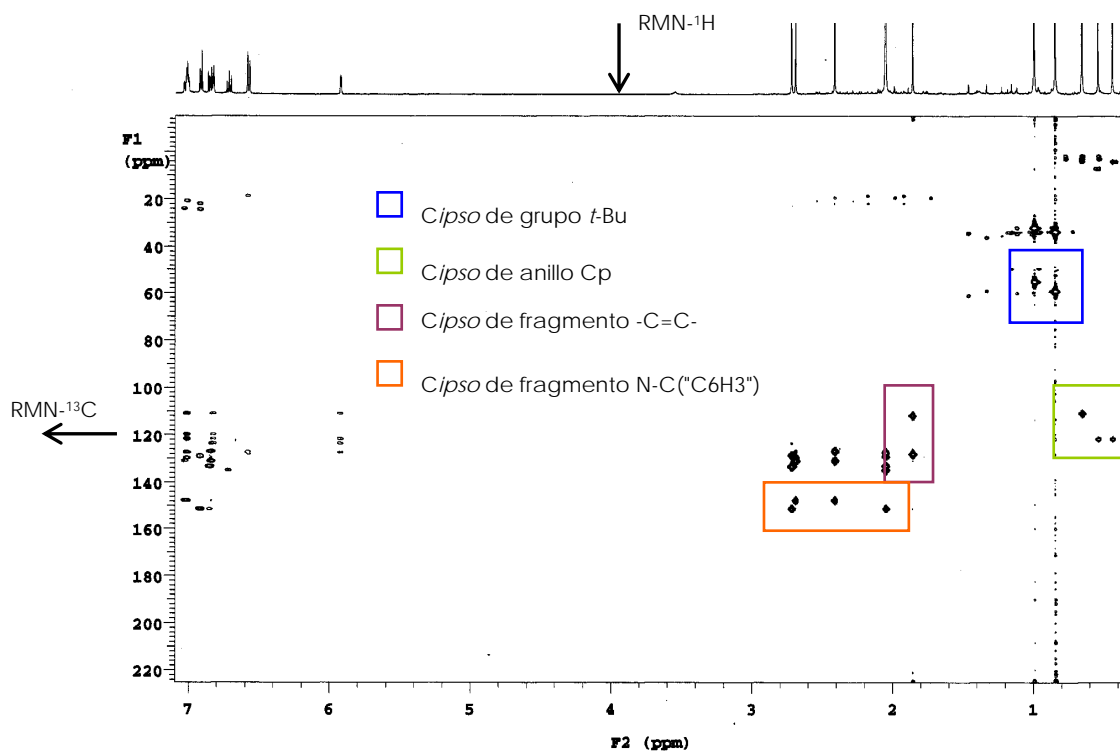 RMN-¹H
F1
(ppm)
20
40
60
80
100
120
140
160
180
200
220
Cipso de grupo t-Bu
Cipso de anillo Cp
Cipso de fragmento -C=C-
Cipso de fragmento N-C("C6H3")
RMN-¹³C
7
6
5
4
3
2
1
F2 (ppm)